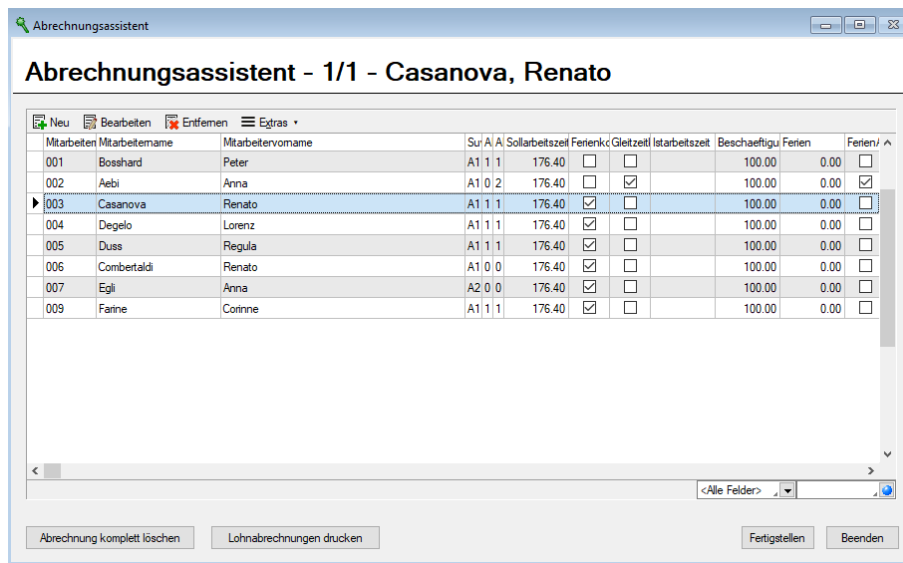 Abrechnungsassistent
Abrechnungsassistent - 1/1 - Casanova, Renato
Neu Bearbeiten Entfernen Extras
Mitarbeiten Mitarbeitername Mitarbeitervorname Su A A Sollarbeitszeit Ferienko Gleitzeitl Istarbeitszeit Beschaeftigu Ferien Ferien/
001 Bosshard Peter A1 1 1 176.40 100.00 0.00
002 Aebi Anna A1 0 2 176.40 100.00 0.00
003 Casanova Renato A1 1 1 176.40 100.00 0.00
004 Degelo Lorenz A1 1 1 176.40 100.00 0.00
005 Duss Regula A1 1 1 176.40 100.00 0.00
006 Combertaldi Renato A1 0 0 176.40 100.00 0.00
007 Egli Anna A2 0 0 176.40 100.00 0.00
009 Farine Corinne A1 1 1 176.40 100.00 0.00
<Alle Felder>
Abrechnung komplett löschen Lohnabrechnungen drucken Fertigstellen Beenden